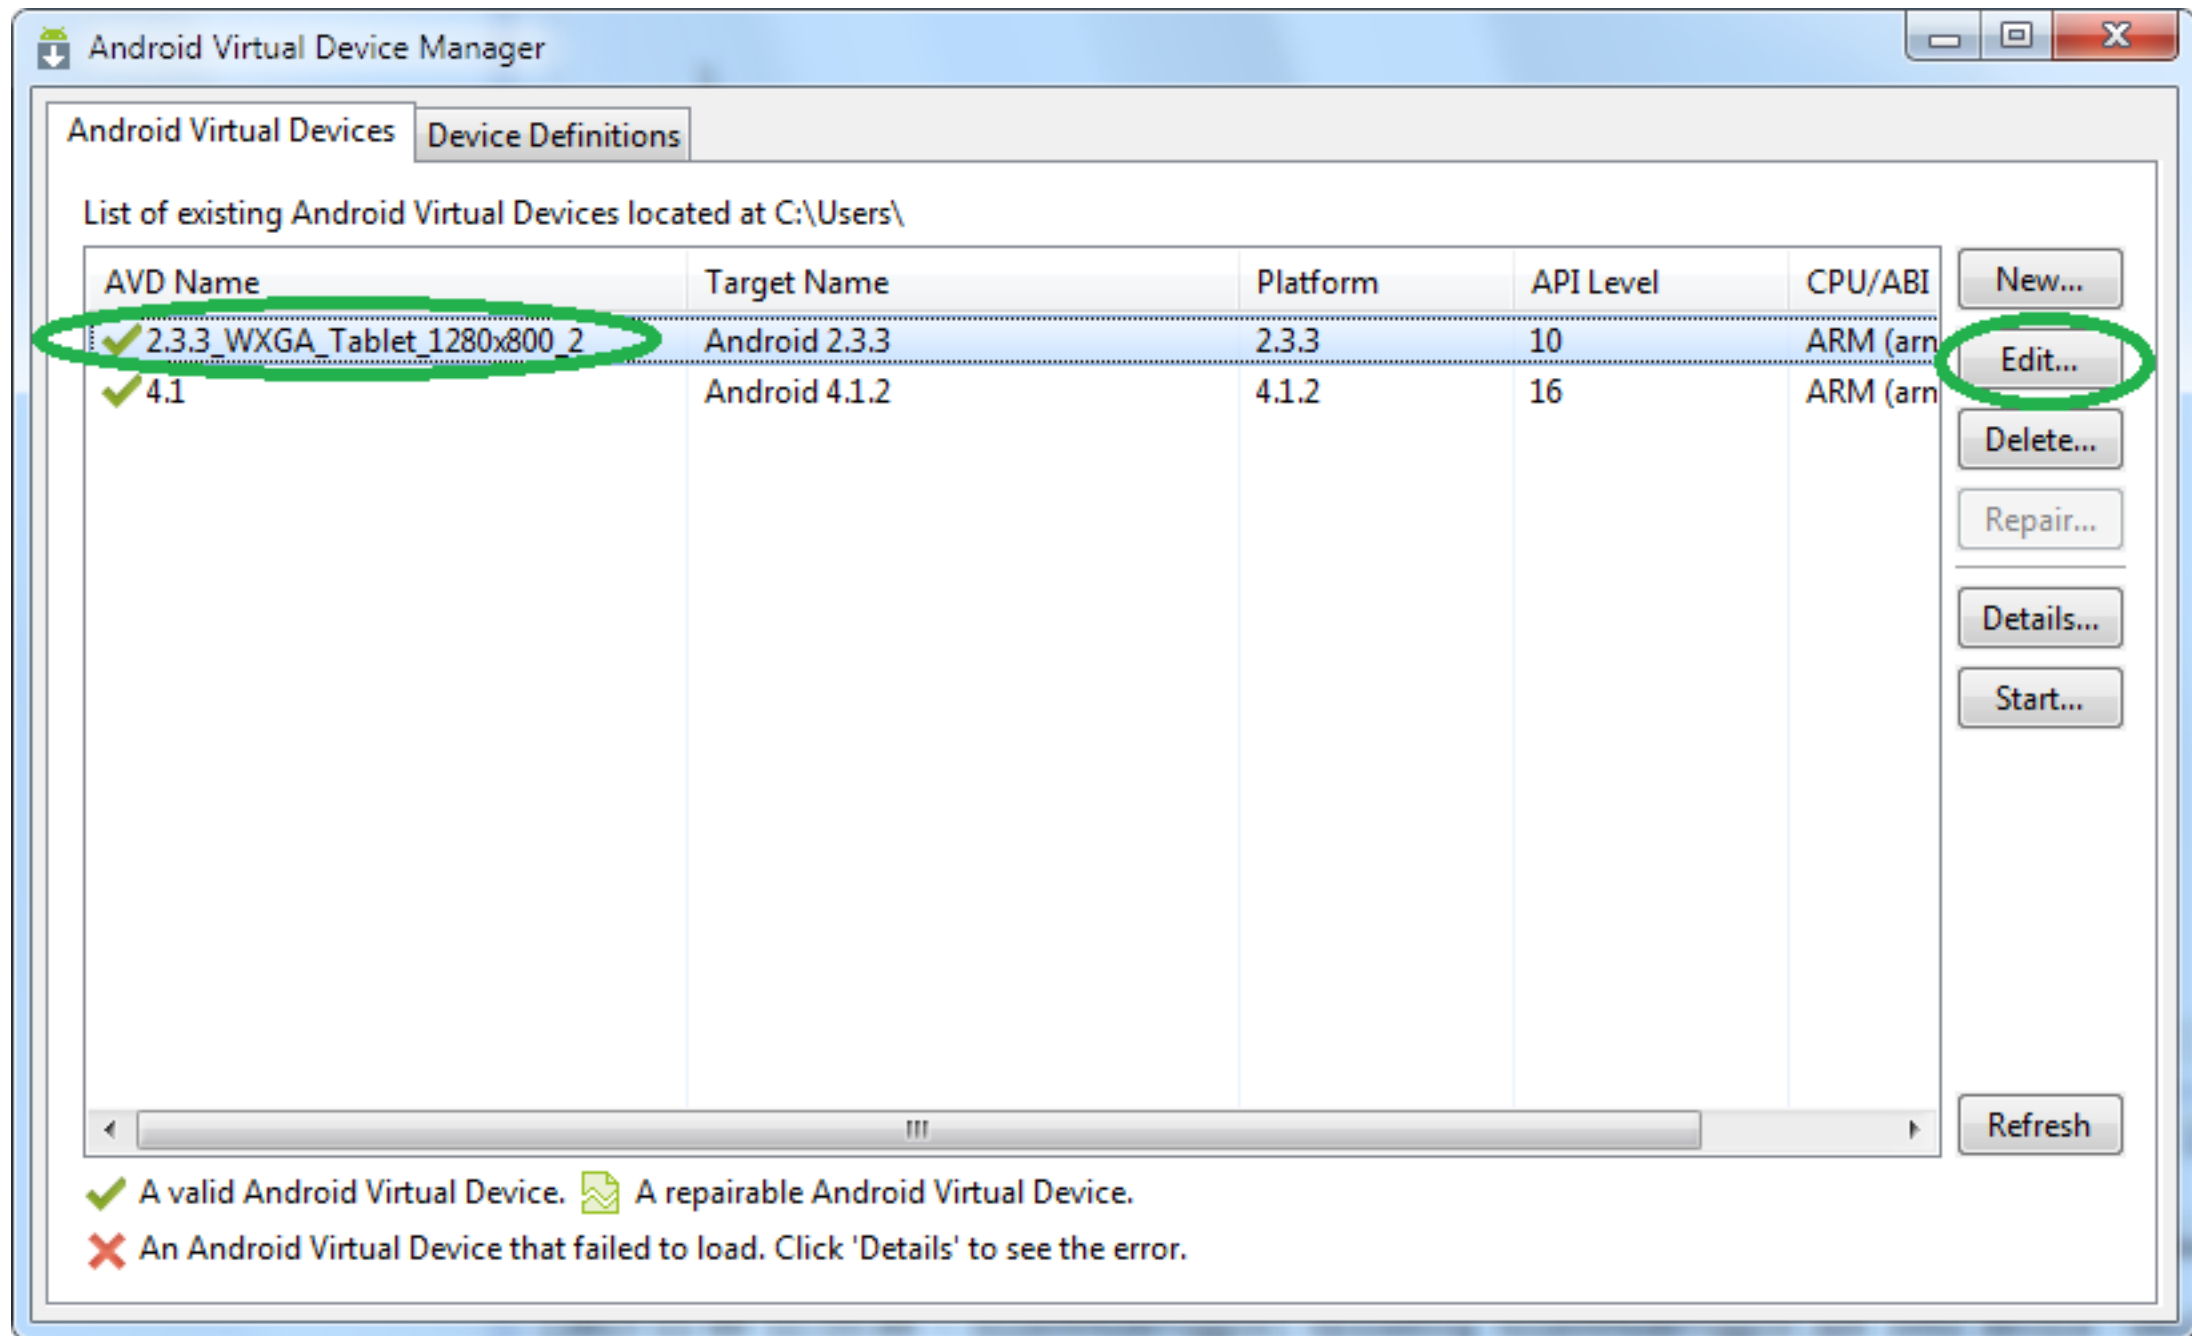 Android Virtual Device Manager
Android Virtual Devices Device Definitions
List of existing Android Virtual Devices located at C:\Users\
AVD Name Target Name Platform API Level CPU/ABI New...
2.3.3_WXGA_Tablet_1280x800_2 Android 2.3.3 2.3.3 10 ARM (arn Edit...
4.1 Android 4.1.2 4.1.2 16 ARM (arn
Delete...
Repair...
Details...
Start...
Refresh
A valid Android Virtual Device. A repairable Android Virtual Device.
An Android Virtual Device that failed to load. Click 'Details' to see the error.